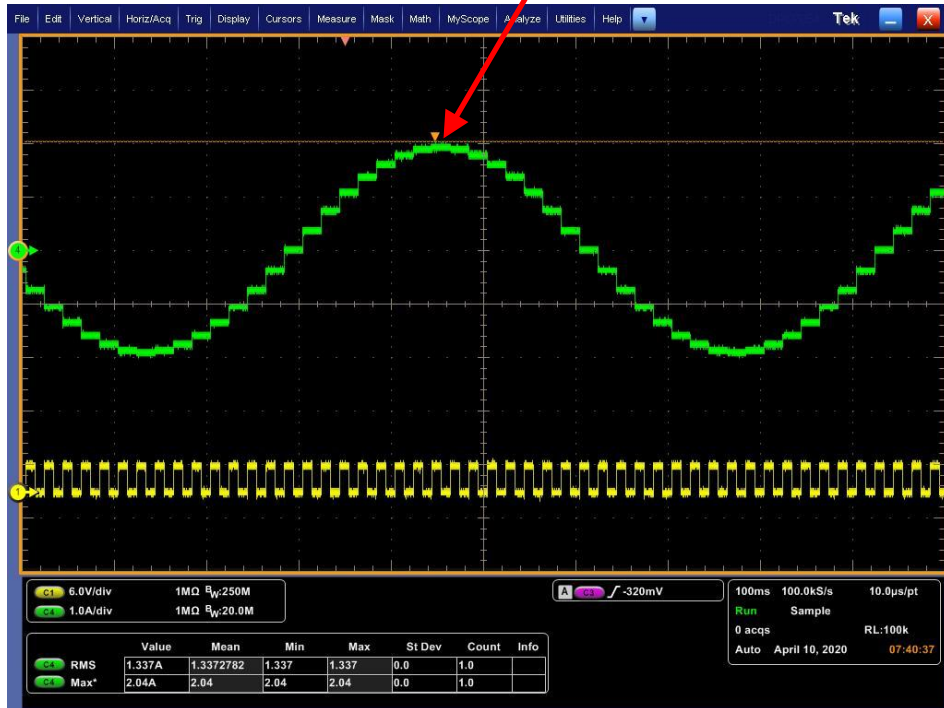 File Edit Vertical Horiz/Acq Trig Display Cursors Measure Mask Math MyScope Analyze Utilities Help Tek X
4
1
C1 6.0V/div 1MΩ BW:250M
C4 1.0A/div 1MΩ BW:20.0M
A C3 -320mV
100ms 100.0kS/s 10.0µs/pt
Run Sample
0 acqs RL:100k
Auto April 10, 2020 07:40:37
Value Mean Min Max St Dev Count Info
C4 RMS 1.337A 1.3372782 1.337 1.337 0.0 1.0
C4 Max* 2.04A 2.04 2.04 2.04 0.0 1.0